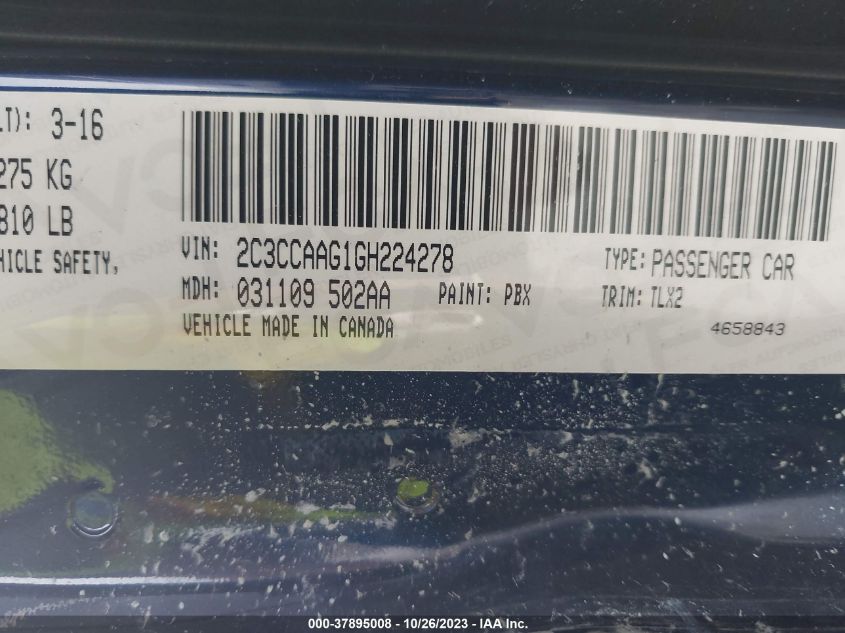 LT): 3-16
275 KG
810 LB
HICLE SAFETY,
VIN: 2C3CCAAG1GH224278
TYPE: PASSENGER CAR
MDH: 031109 502AA
PAINT: PBX
TRIM: TLX2
VEHICLE MADE IN CANADA
4658843
000-37895008 - 10/26/2023 - IAA Inc.